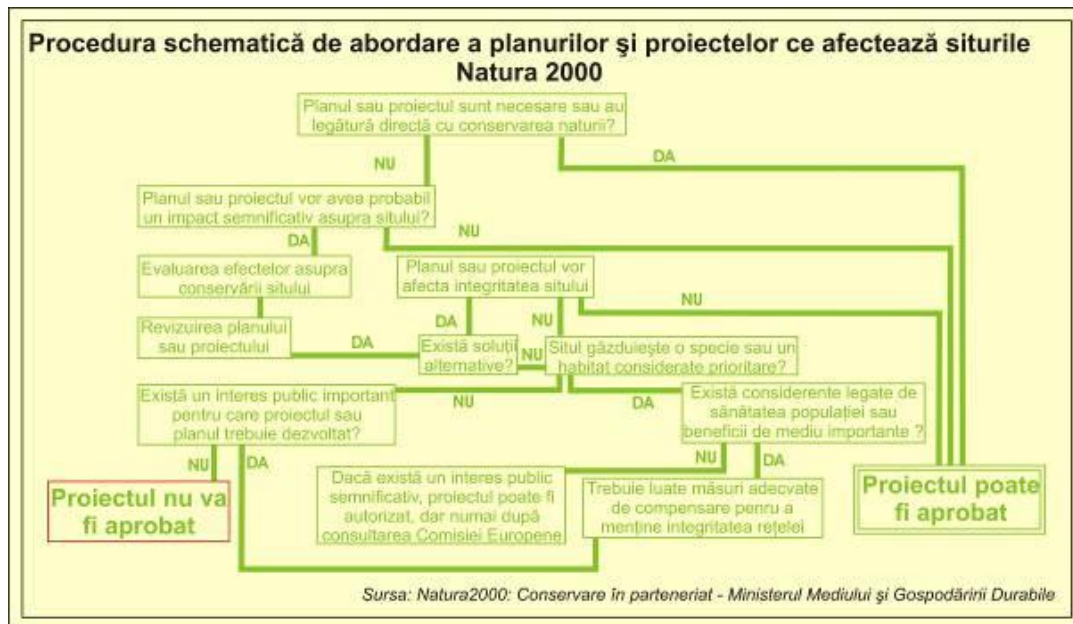 Procedura schematică de abordare a planurilor şi proiectelor ce afectează siturile
Natura 2000
Planul sau proiectul sunt necesare sau au
legătură directă cu conservarea naturii?
NU
DA
Planul sau proiectul vor avea probabil
un impact semnificativ asupra sitului?
DA
NU
Evaluarea efectelor asupra
conservării sitului
Planul sau proiectul vor
afecta integritatea sitului
NU
DA
NU
Revizuirea planului
sau proiectului
DA
Există soluţii
alternative?
NU
Situl găzduieşte o specie sau un
habitat considerate prioritare?
Există un interes public important
pentru care proiectul sau
planul trebuie dezvoltat?
NU
DA
Există considerente legate de
sănătatea populaţiei sau
beneficii de mediu importante ?
NU
DA
NU
DA
Proiectul nu va
fi aprobat
Dacă există un interes public
semnificativ, proiectul poate fi
autorizat, dar numai după
consultarea Comisiei Europene
Trebuie luate măsuri adecvate
de compensare penru a
menţine integritatea reţelei
Proiectul poate
fi aprobat
Sursa: Natura2000: Conservare în parteneriat - Ministerul Mediului şi Gospodăririi Durabile